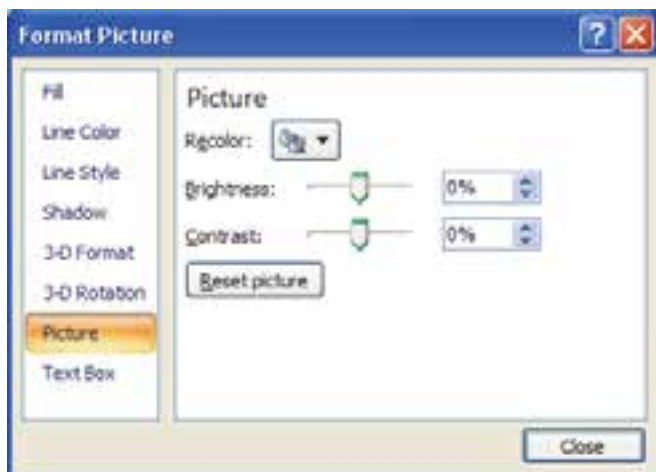 Format Picture
Fill
Line Color
Line Style
Shadow
3-D Format
3-D Rotation
Picture
Text Box
Picture
Recolor:
Brightness: 0%
Contrast: 0%
Reset picture
Close